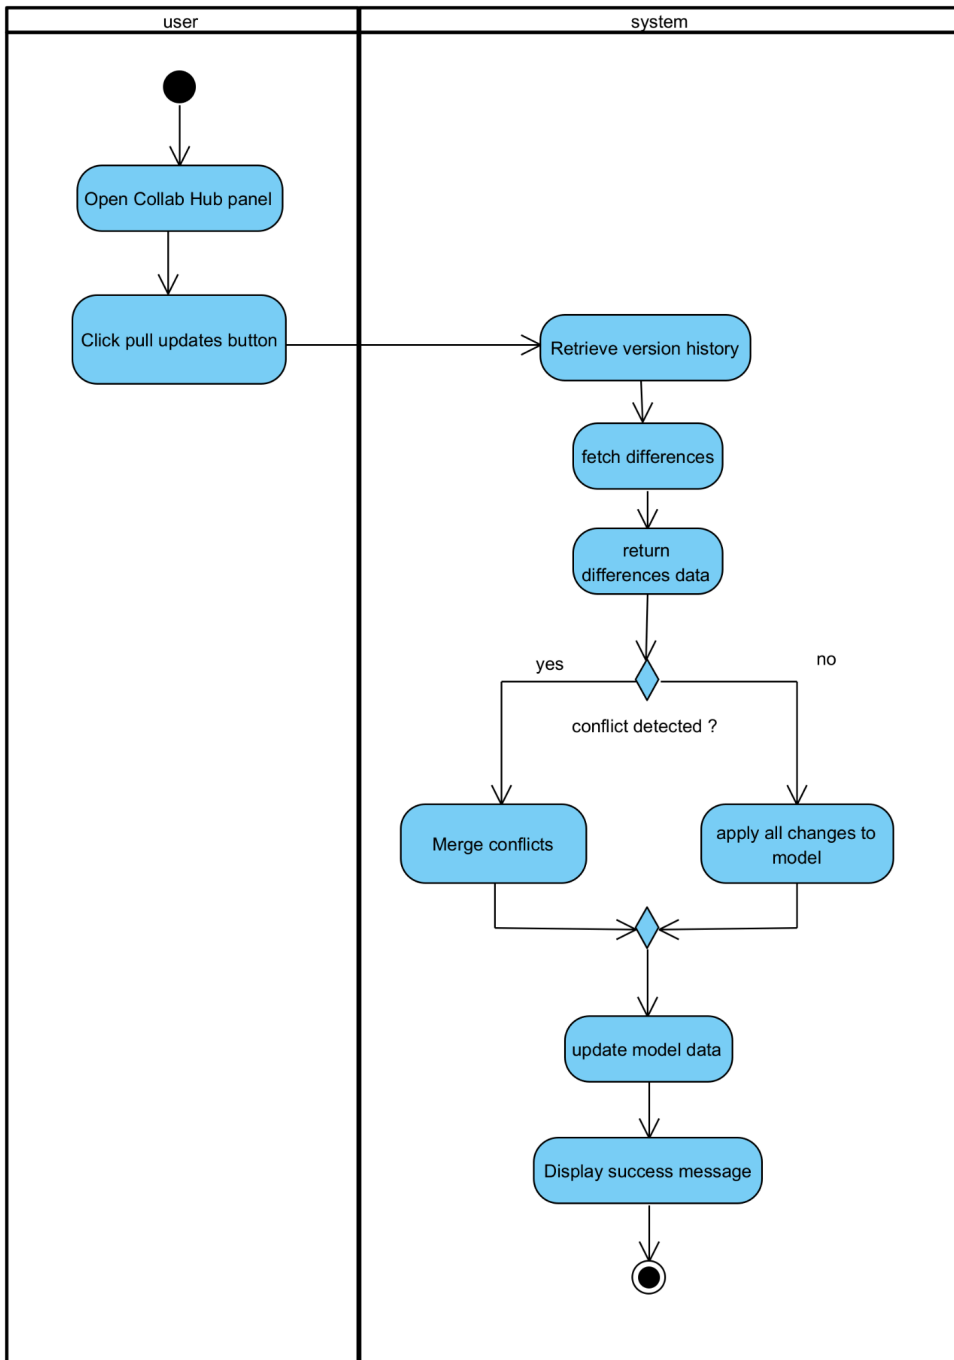 user
system
Open Collab Hub panel
Click pull updates button
Retrieve version history
fetch differences
return
differences data
yes
no
conflict detected ?
Merge conflicts
apply all changes to
model
update model data
Display success message